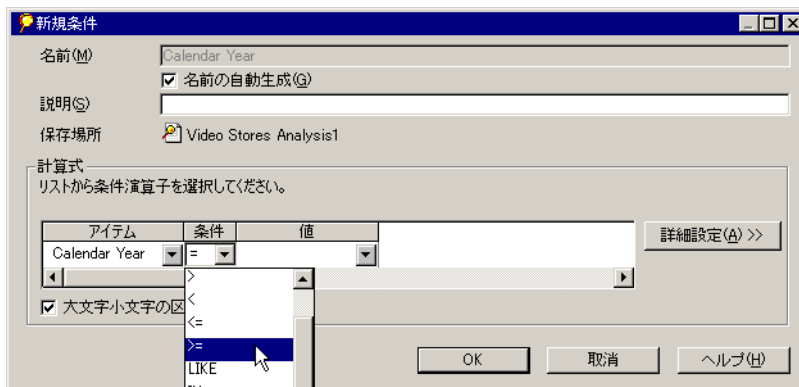 新規条件
名前(M) Calendar Year
名前の自動生成(G)
説明(S)
保存場所 Video Stores Analysis1
計算式
リストから条件演算子を選択してください。
アイテム 条件 値
Calendar Year = 詳細設定(A) >>
>
<
大文字小文字の区
<=
>=
LIKE
OK 取消 ヘルプ(H)